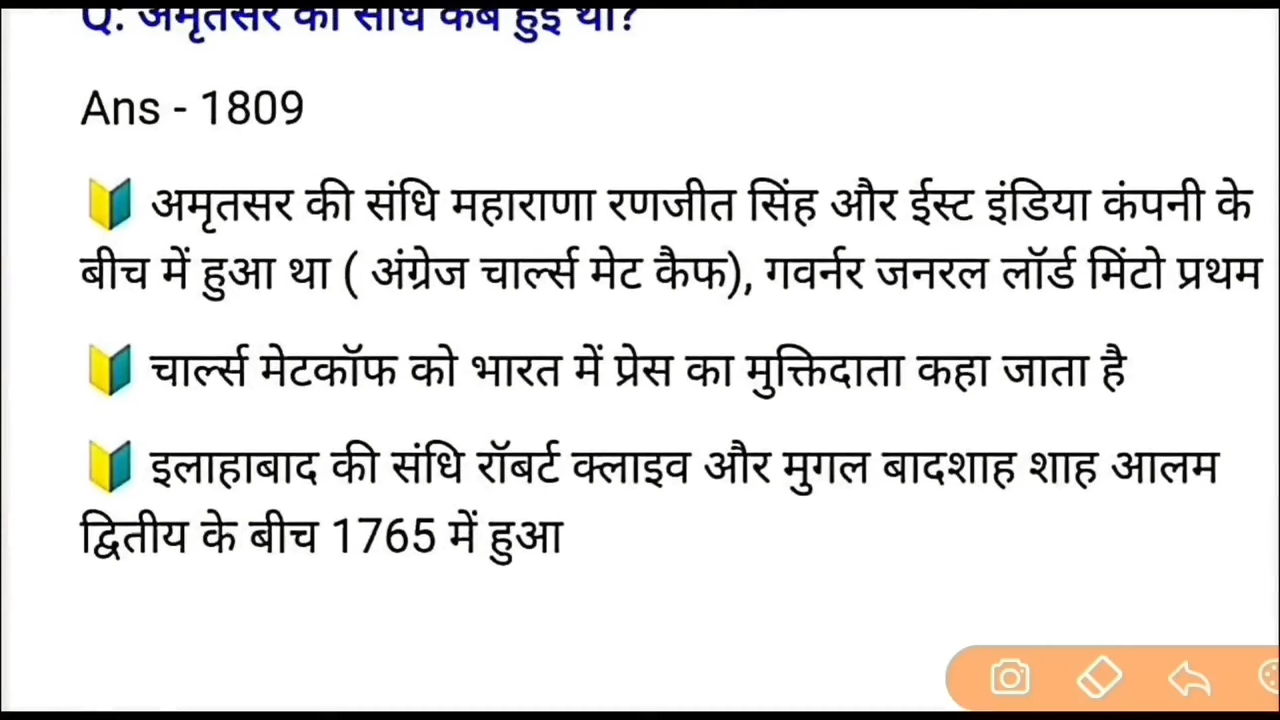 Q: अमृतसर की संधि कब हुई थी?
Ans - 1809
🔰 अमृतसर की संधि महाराणा रणजीत सिंह और ईस्ट इंडिया कंपनी के
बीच में हुआ था ( अंग्रेज चार्ल्स मेट कैफ), गवर्नर जनरल लॉर्ड मिंटो प्रथम
🔰 चार्ल्स मेटकॉफ को भारत में प्रेस का मुक्तिदाता कहा जाता है
🔰 इलाहाबाद की संधि रॉबर्ट क्लाइव और मुगल बादशाह शाह आलम
द्वितीय के बीच 1765 में हुआ